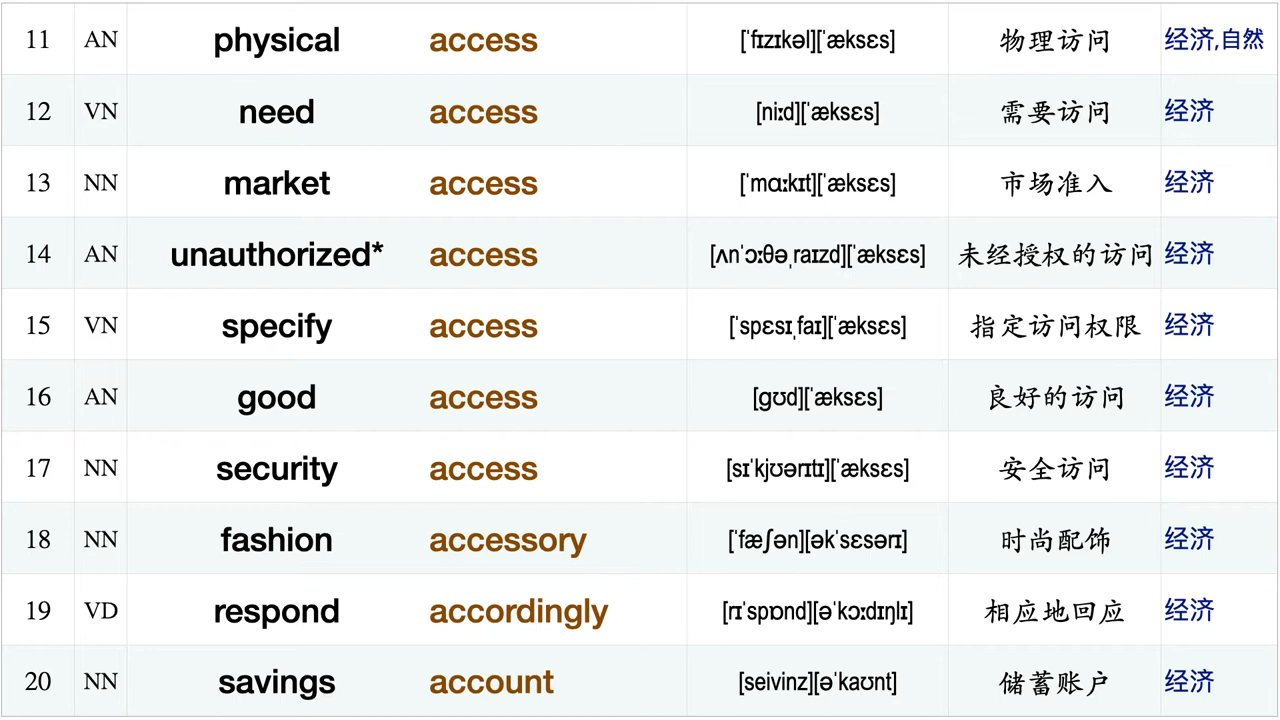 11 AN physical access [ˈfɪzɪkəl][ˈæksɛs] 物理访问 经济,自然
12 VN need access [niːd][ˈæksɛs] 需要访问 经济
13 NN market access [ˈmɑːkɪt][ˈæksɛs] 市场准入 经济
14 AN unauthorized* access [ʌnˈɔːθəˌraɪzd][ˈæksɛs] 未经授权的访问 经济
15 VN specify access [ˈspɛsɪˌfaɪ][ˈæksɛs] 指定访问权限 经济
16 AN good access [ɡʊd][ˈæksɛs] 良好的访问 经济
17 NN security access [sɪˈkjʊərɪtɪ][ˈæksɛs] 安全访问 经济
18 NN fashion accessory [ˈfæʃən][əkˈsɛsərɪ] 时尚配饰 经济
19 VD respond accordingly [rɪˈspɒnd][əˈkɔːdɪŋlɪ] 相应地回应 经济
20 NN savings account [seivinz][əˈkaʊnt] 储蓄账户 经济